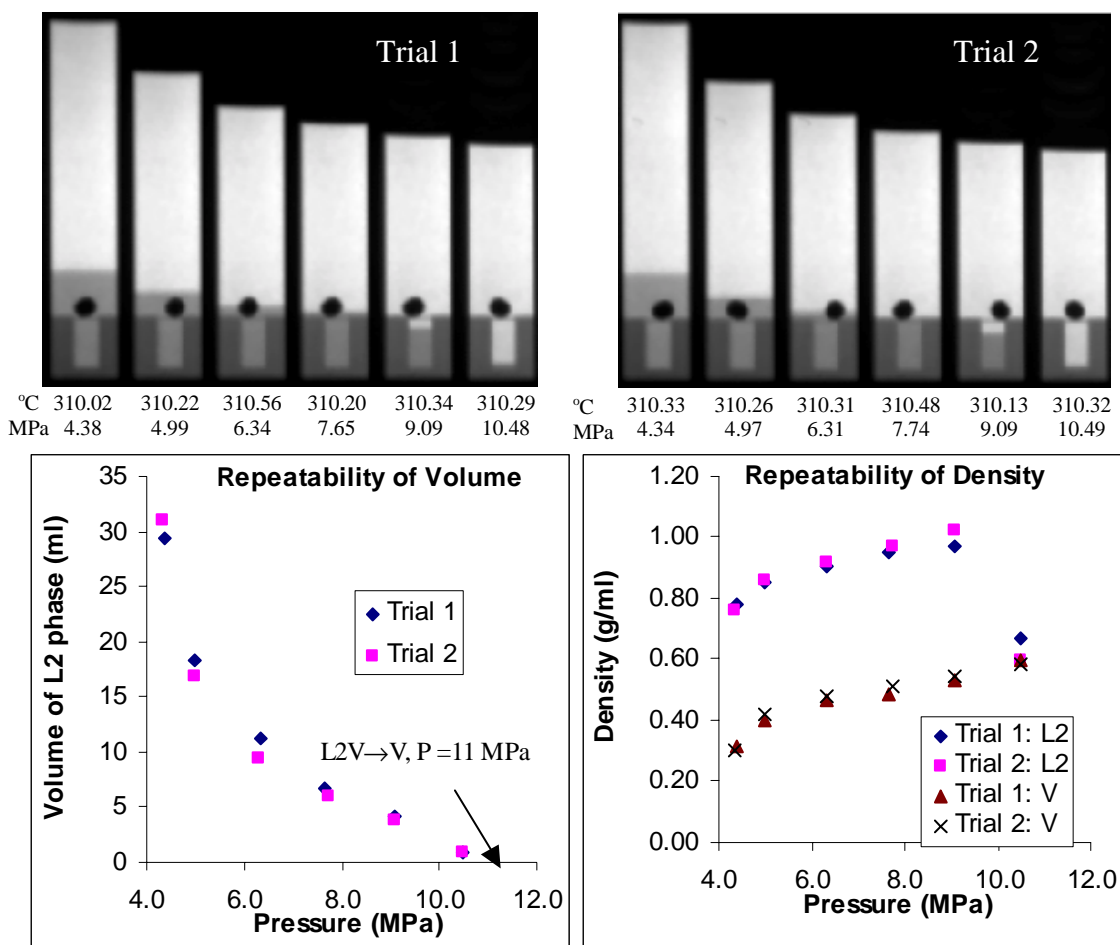 Trial 1
Trial 2
°C 310.02 310.22 310.56 310.20 310.34 310.29
MPa 4.38 4.99 6.34 7.65 9.09 10.48
°C 310.33 310.26 310.31 310.48 310.13 310.32
MPa 4.34 4.97 6.31 7.74 9.09 10.49
Repeatability of Volume
Volume of L2 phase (ml)
35
30
25
20
15
10
5
0
Trial 1
Trial 2
L2V→V, P =11 MPa
4.0 6.0 8.0 10.0 12.0
Pressure (MPa)
Repeatability of Density
Density (g/ml)
1.20
1.00
0.80
0.60
0.40
0.20
0.00
Trial 1: L2
Trial 2: L2
Trial 1: V
Trial 2: V
4.0 6.0 8.0 10.0 12.0
Pressure (MPa)